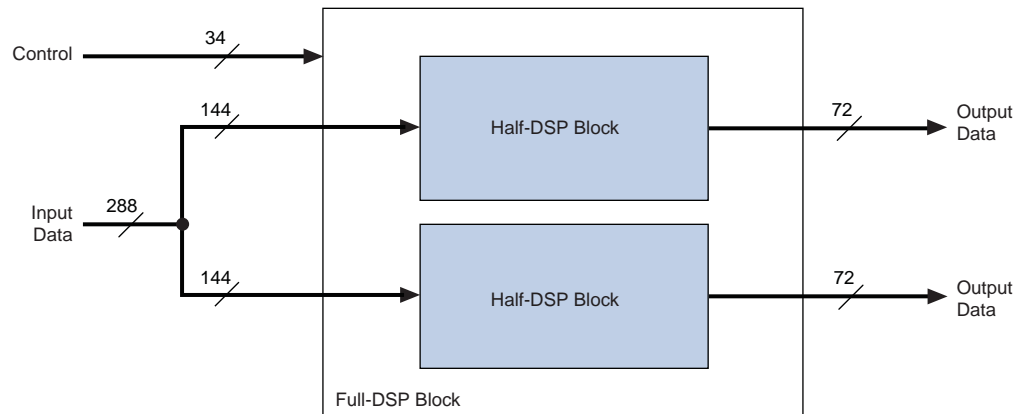 34
Control
144
Half-DSP Block
72
Output
Data
288
Input
Data
144
Half-DSP Block
72
Output
Data
Full-DSP Block